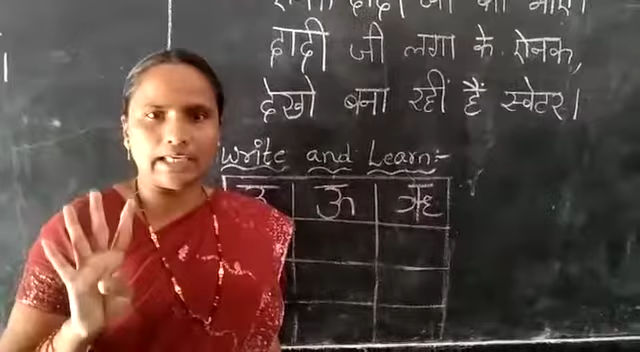 दादी जी लगा के ऐनक,
देखो बना रहीं हैं स्वेटर।
Write and Learn:-
उ ऊ ऋ